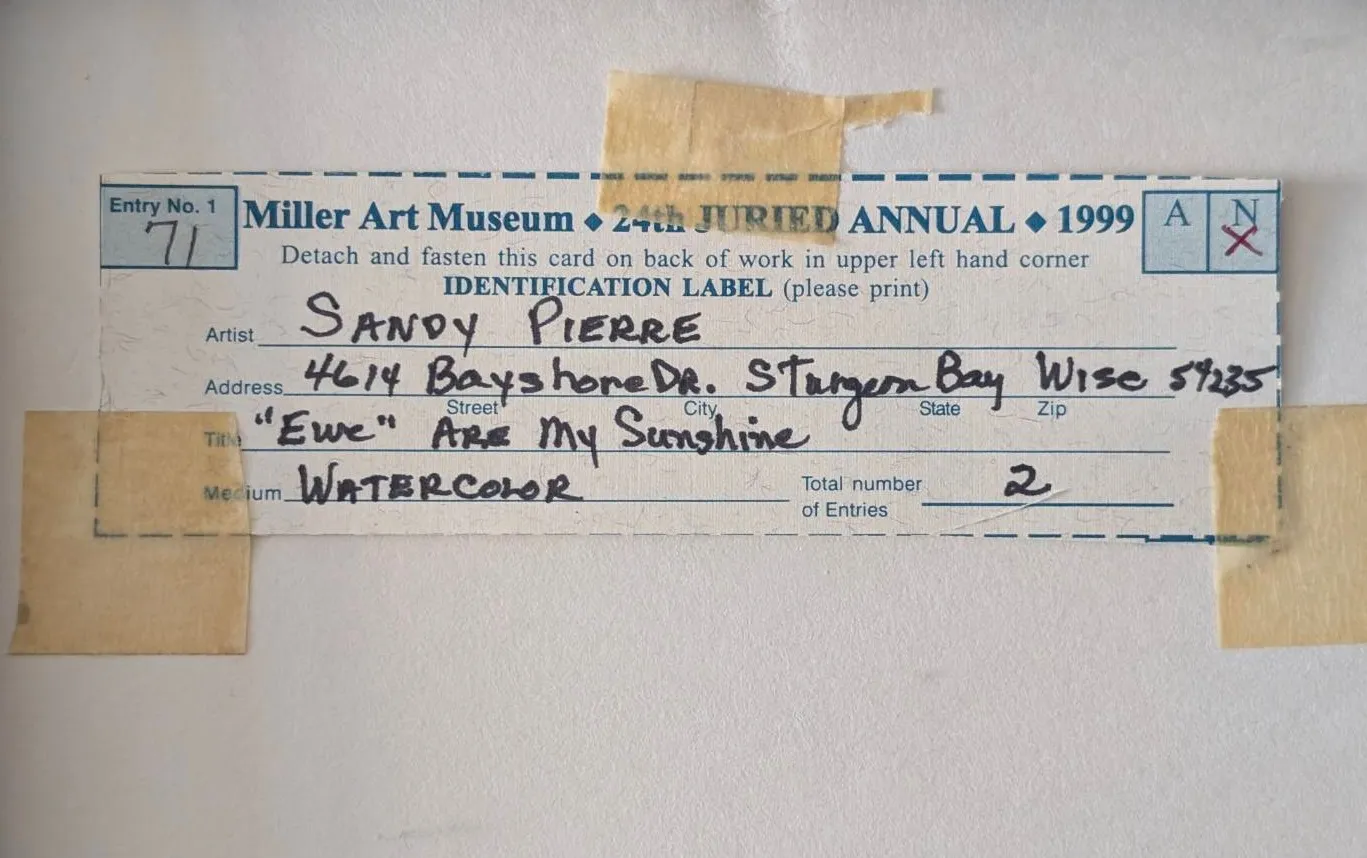 Entry No. 1
71
Miller Art Museum ◆ 24th JURIED ANNUAL ◆ 1999
A N
X
Detach and fasten this card on back of work in upper left hand corner
IDENTIFICATION LABEL (please print)
Artist SANDY PIERRE
Address 4614 Bayshore DR. Sturgeon Bay Wisc 54235
Street City State Zip
Title "Ewe" ARE My Sunshine
Medium WATERCOLOR Total number of Entries 2